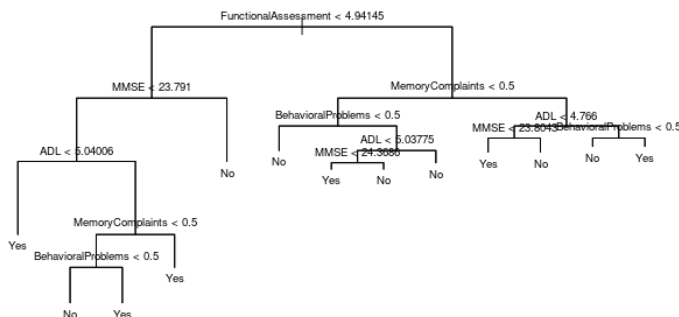 FunctionalAssessment < 4.94145
MMSE < 23.791
MemoryComplaints < 0.5
BehavioralProblems < 0.5
ADL < 4.766
MMSE < 23.8043
BehavioralProblems < 0.5
ADL < 5.03775
ADL < 5.04006
MMSE < 24.3686
No
No
Yes
No
No
Yes
No
Yes
No
MemoryComplaints < 0.5
Yes
BehavioralProblems < 0.5
Yes
No
Yes